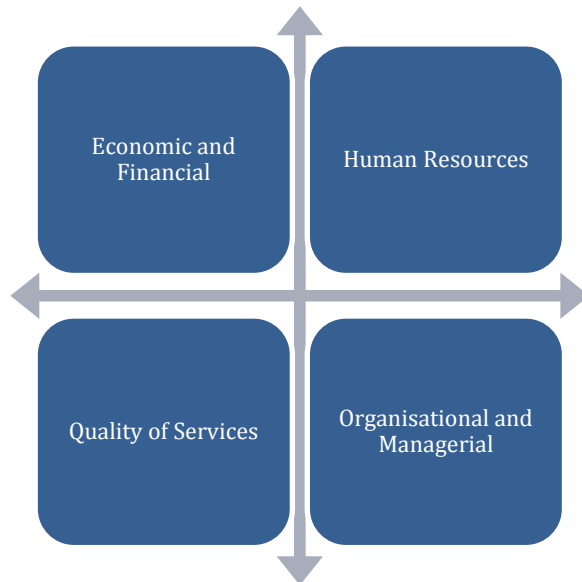 Economic and
Financial
Human Resources
Quality of Services
Organisational and
Managerial